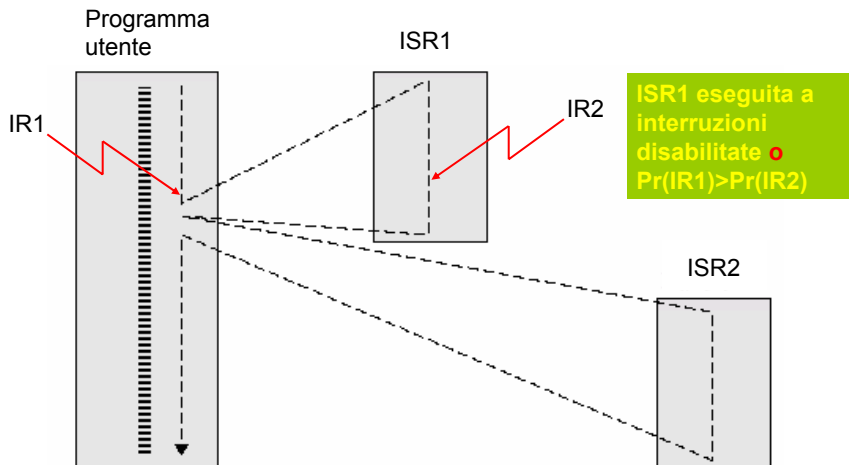 Programma
utente
ISR1
IR1
IR2
ISR1 eseguita a
interruzioni
disabilitate o
Pr(IR1)>Pr(IR2)
ISR2